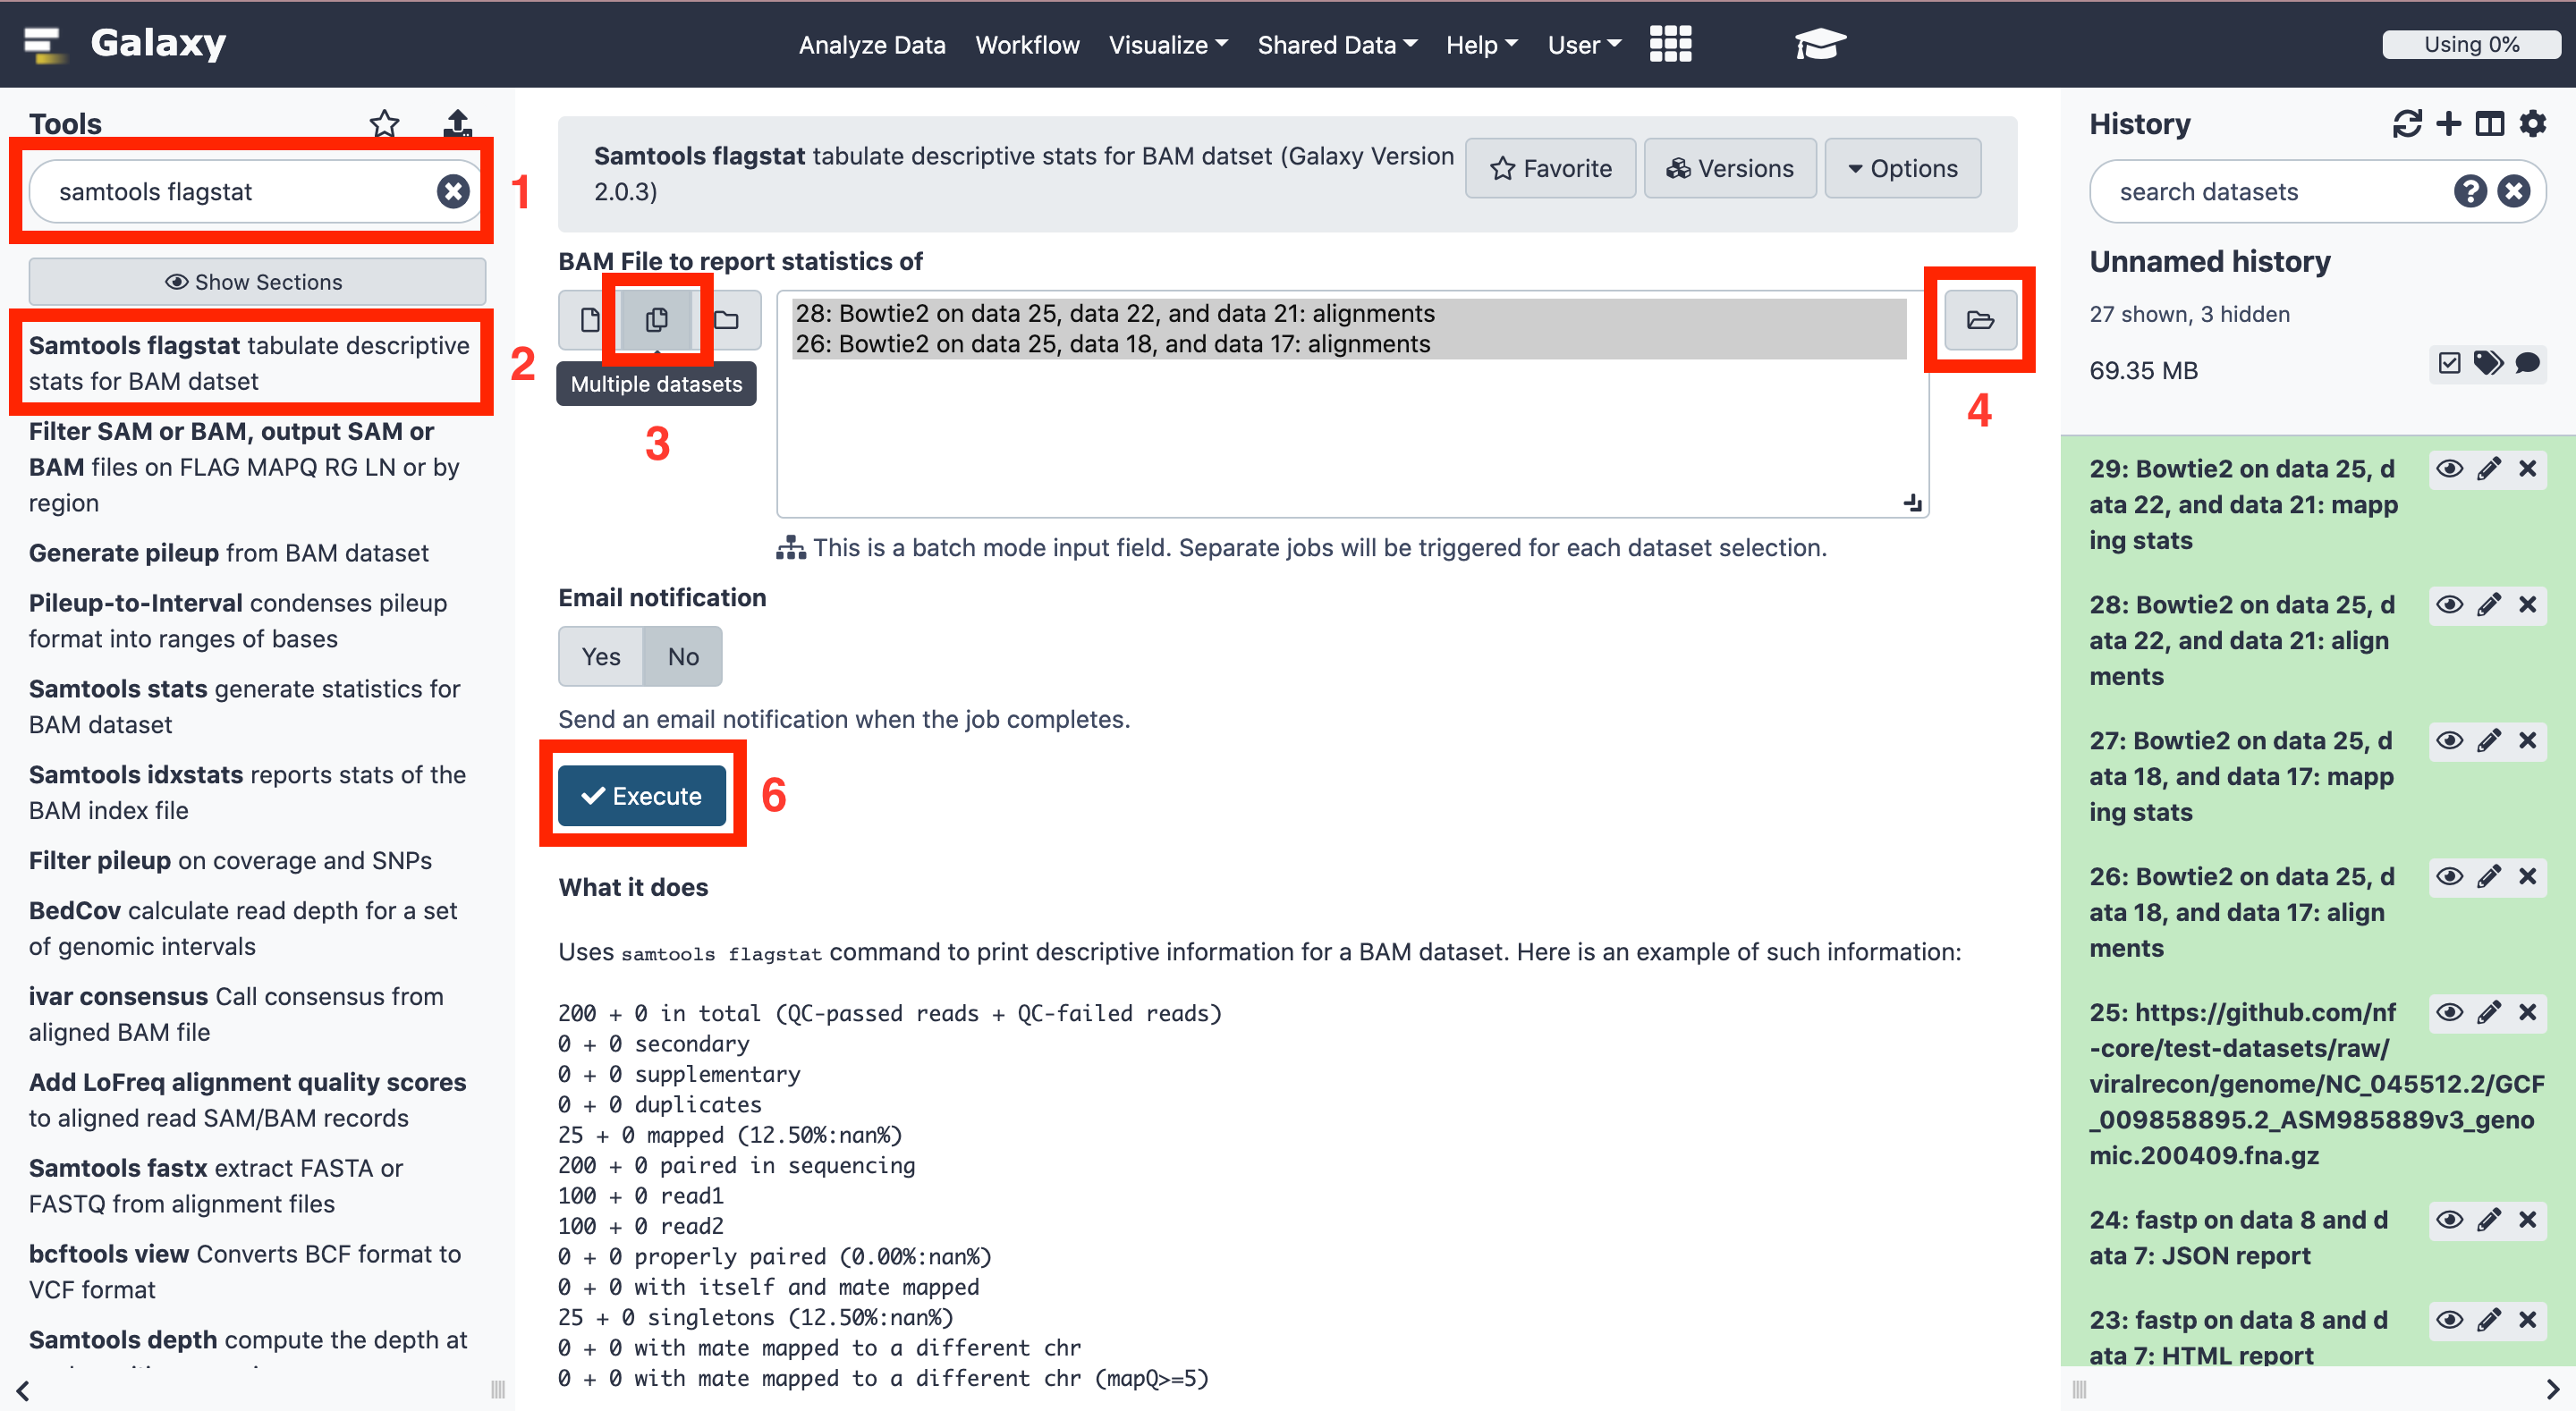 Galaxy
Analyze Data
Workflow
Visualize
Shared Data
Help
User
Using 0%
Tools
samtools flagstat
1
Show Sections
Samtools flagstat tabulate descriptive
stats for BAM datset
2
Filter SAM or BAM, output SAM or
BAM files on FLAG MAPQ RG LN or by
region
Generate pileup from BAM dataset
Pileup-to-Interval condenses pileup
format into ranges of bases
Samtools stats generate statistics for
BAM dataset
Samtools idxstats reports stats of the
BAM index file
Filter pileup on coverage and SNPs
BedCov calculate read depth for a set
of genomic intervals
ivar consensus Call consensus from
aligned BAM file
Add LoFreq alignment quality scores
to aligned read SAM/BAM records
Samtools fastx extract FASTA or
FASTQ from alignment files
bcftools view Converts BCF format to
VCF format
Samtools depth compute the depth at
Samtools flagstat tabulate descriptive stats for BAM datset (Galaxy Version
2.0.3)
Favorite
Versions
Options
BAM File to report statistics of
28: Bowtie2 on data 25, data 22, and data 21: alignments
26: Bowtie2 on data 25, data 18, and data 17: alignments
Multiple datasets
3
4
This is a batch mode input field. Separate jobs will be triggered for each dataset selection.
Email notification
Yes
No
Send an email notification when the job completes.
Execute
6
What it does
Uses samtools flagstat command to print descriptive information for a BAM dataset. Here is an example of such information:
200 + 0 in total (QC-passed reads + QC-failed reads)
0 + 0 secondary
0 + 0 supplementary
0 + 0 duplicates
25 + 0 mapped (12.50%:nan%)
200 + 0 paired in sequencing
100 + 0 read1
100 + 0 read2
0 + 0 properly paired (0.00%:nan%)
0 + 0 with itself and mate mapped
25 + 0 singletons (12.50%:nan%)
0 + 0 with mate mapped to a different chr
0 + 0 with mate mapped to a different chr (mapQ>=5)
History
search datasets
Unnamed history
27 shown, 3 hidden
69.35 MB
29: Bowtie2 on data 25, d
ata 22, and data 21: mapp
ing stats
28: Bowtie2 on data 25, d
ata 22, and data 21: align
ments
27: Bowtie2 on data 25, d
ata 18, and data 17: mapp
ing stats
26: Bowtie2 on data 25, d
ata 18, and data 17: align
ments
25: https://github.com/nf
-core/test-datasets/raw/
viralrecon/genome/NC_045512.2/GCF
_009858895.2_ASM985889v3_geno
mic.200409.fna.gz
24: fastp on data 8 and d
ata 7: JSON report
23: fastp on data 8 and d
ata 7: HTML report